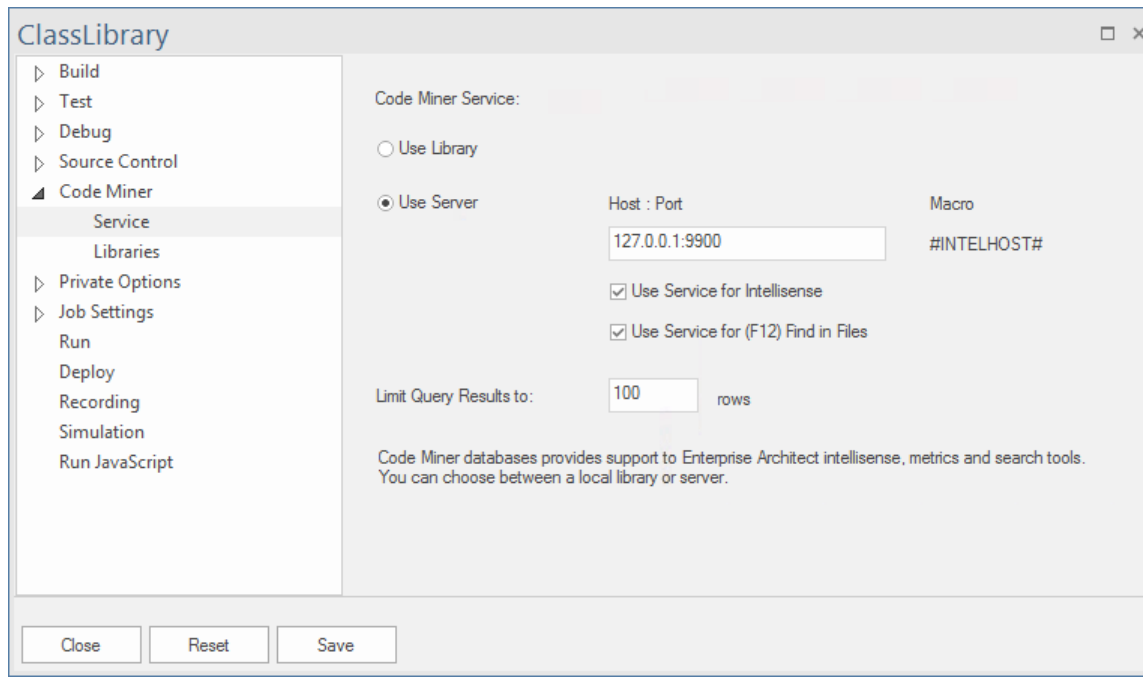 ClassLibrary
Build
Test
Debug
Source Control
Code Miner
Service
Libraries
Private Options
Job Settings
Run
Deploy
Recording
Simulation
Run JavaScript
Code Miner Service:
Use Library
Use Server
Host : Port
Macro
127.0.0.1:9900
#INTELHOST#
Use Service for Intellisense
Use Service for (F12) Find in Files
Limit Query Results to:
100
rows
Code Miner databases provides support to Enterprise Architect intellisense, metrics and search tools.
You can choose between a local library or server.
Close
Reset
Save